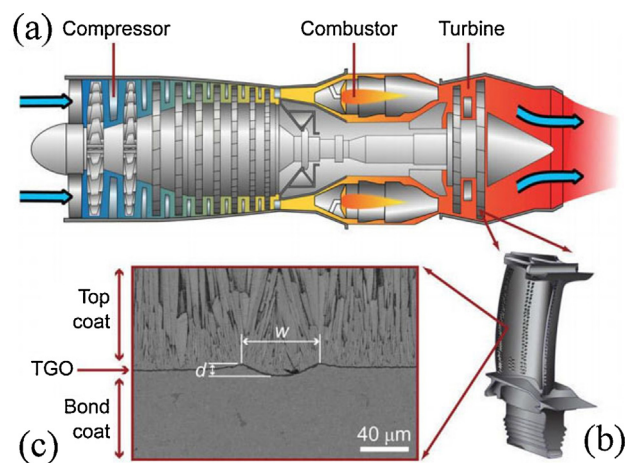 (a)
Compressor
Combustor
Turbine
Top
coat
TGO
Bond
coat
w
d
40 μm
(c)
(b)